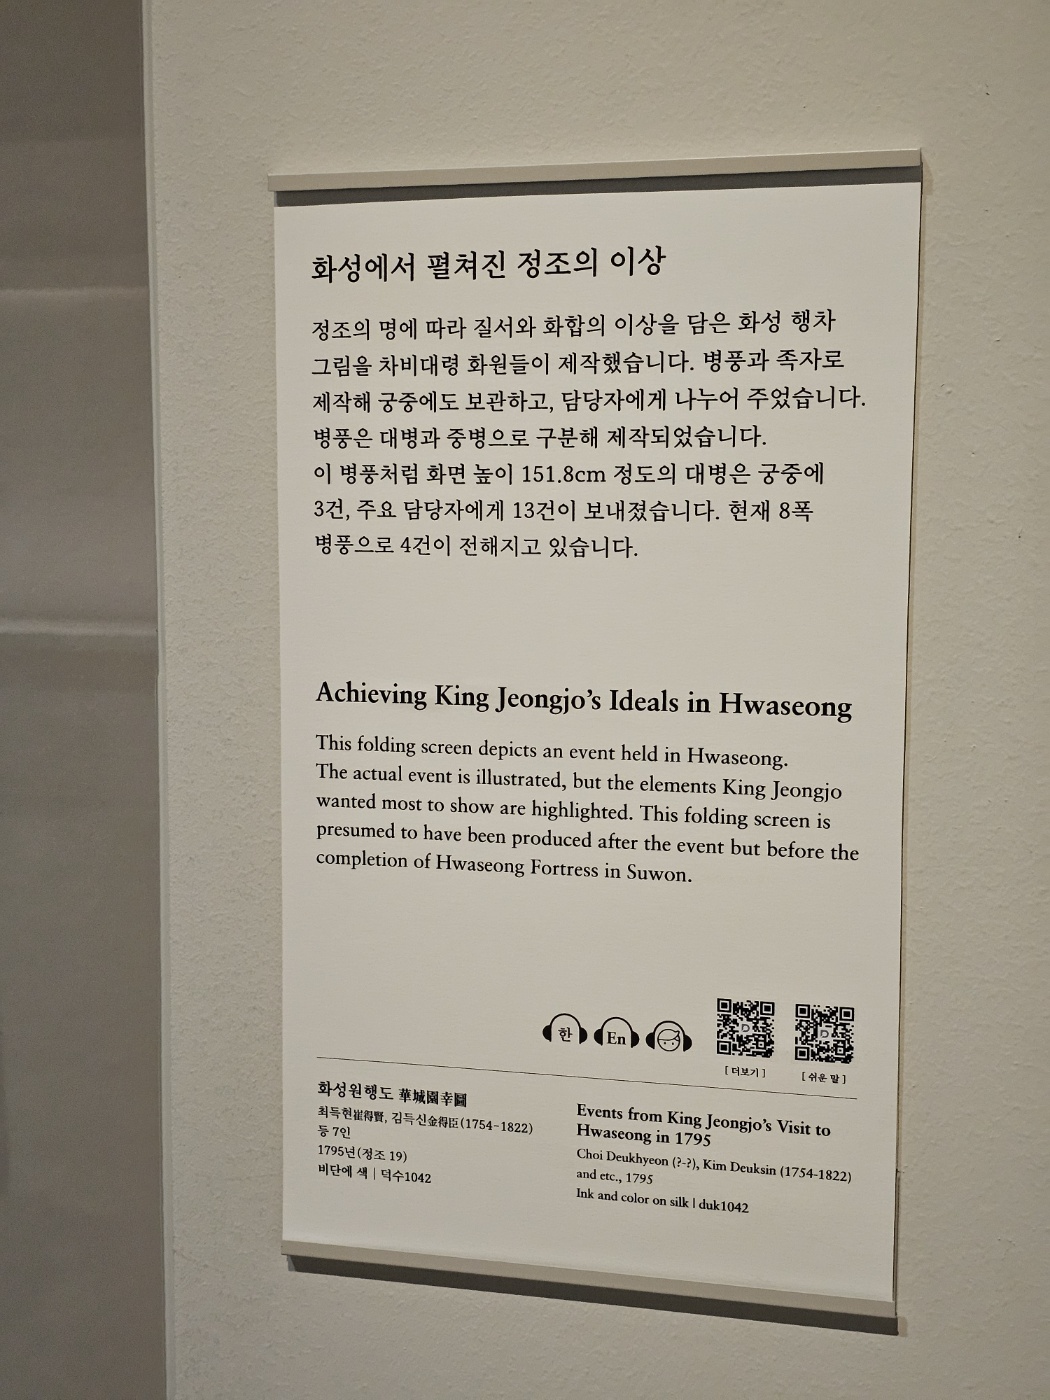 화성에서 펼쳐진 정조의 이상
정조의 명에 따라 질서와 화합의 이상을 담은 화성 행차
그림을 차비대령 화원들이 제작했습니다. 병풍과 족자로
제작해 궁중에도 보관하고, 담당자에게 나누어 주었습니다.
병풍은 대병과 중병으로 구분해 제작되었습니다.
이 병풍처럼 화면 높이 151.8cm 정도의 대병은 궁중에
3건, 주요 담당자에게 13건이 보내졌습니다. 현재 8폭
병풍으로 4건이 전해지고 있습니다.
Achieving King Jeongjo's Ideals in Hwaseong
This folding screen depicts an event held in Hwaseong.
The actual event is illustrated, but the elements King Jeongjo
wanted most to show are highlighted. This folding screen is
presumed to have been produced after the event but before the
completion of Hwaseong Fortress in Suwon.
한 En
[ 더보기 ] [ 쉬운 말 ]
화성원행도 華城園幸圖
최득현崔得賢, 김득신金得臣(1754-1822)
등 7인
1795년(정조 19)
비단에 색 | 덕수1042
Events from King Jeongjo's Visit to
Hwaseong in 1795
Choi Deukhyeon (?-?), Kim Deuksin (1754-1822)
and etc., 1795
Ink and color on silk | duk1042